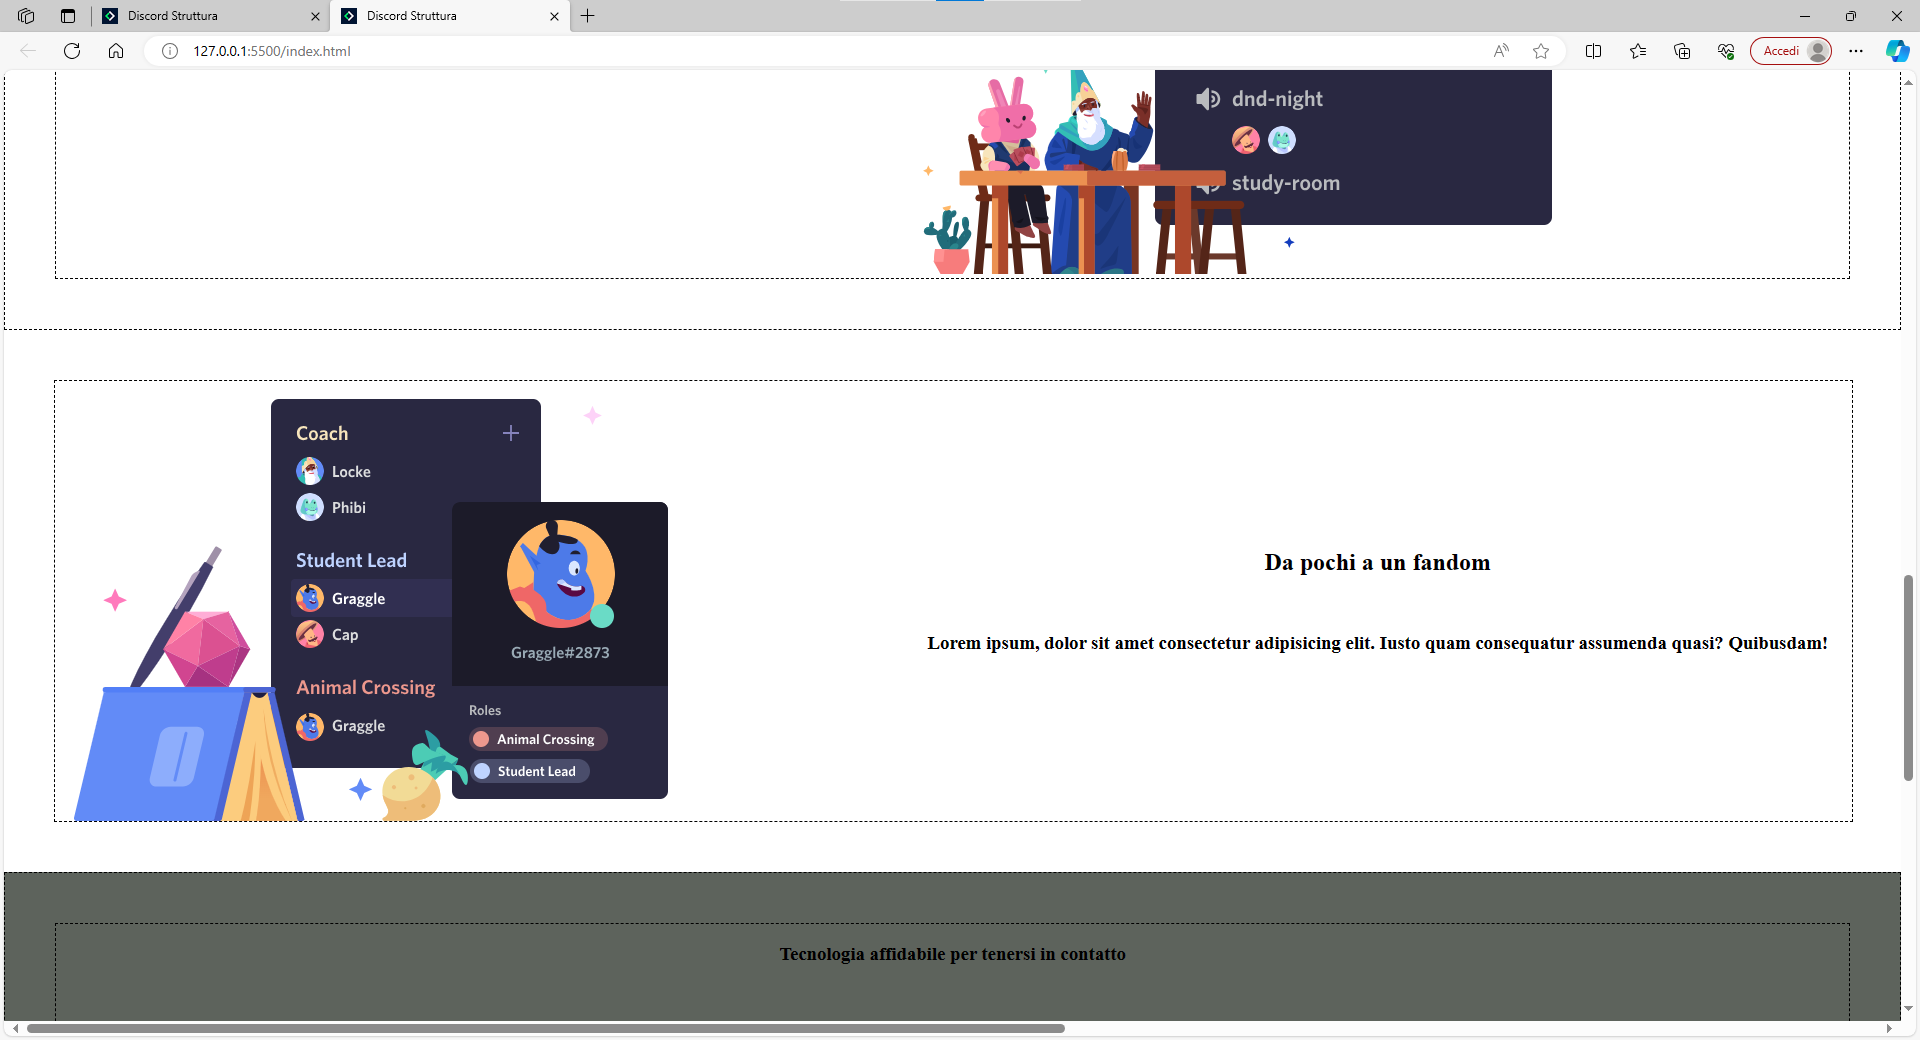 Discord Struttura
Discord Struttura
127.0.0.1:5500/index.html
Accedi
dnd-night
study-room
Coach
Locke
Phibi
Student Lead
Graggle
Cap
Animal Crossing
Graggle
Graggle#2873
Roles
Animal Crossing
Student Lead
Da pochi a un fandom
Lorem ipsum, dolor sit amet consectetur adipisicing elit. Iusto quam consequatur assumenda quasi? Quibusdam!
Tecnologia affidabile per tenersi in contatto